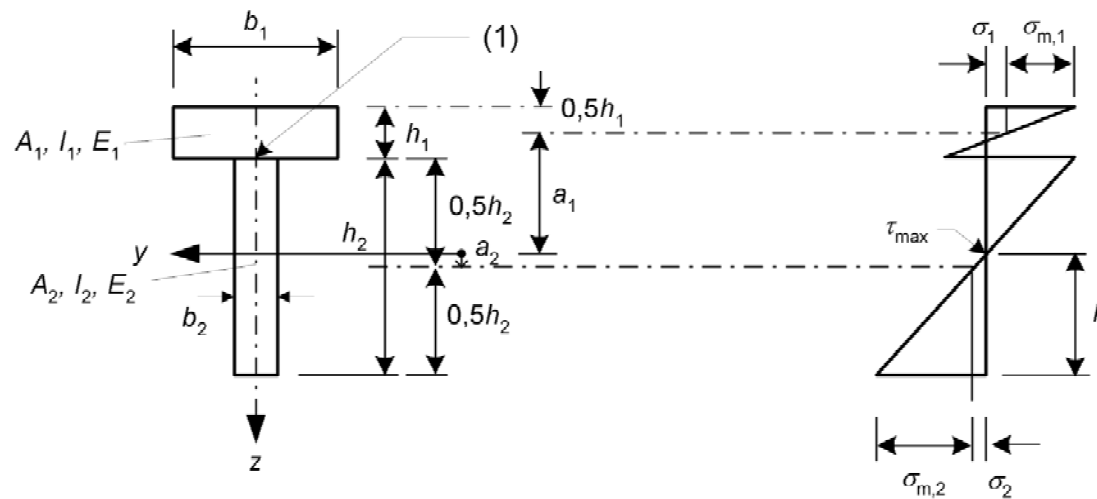 b₁
(1)
A₁, I₁, E₁
h₁
0,5h₁
a₁
σ₁
σm,1
0,5h₂
h₂
y
a₂
τmax
A₂, I₂, E₂
b₂
0,5h₂
z
σm,2
σ₂